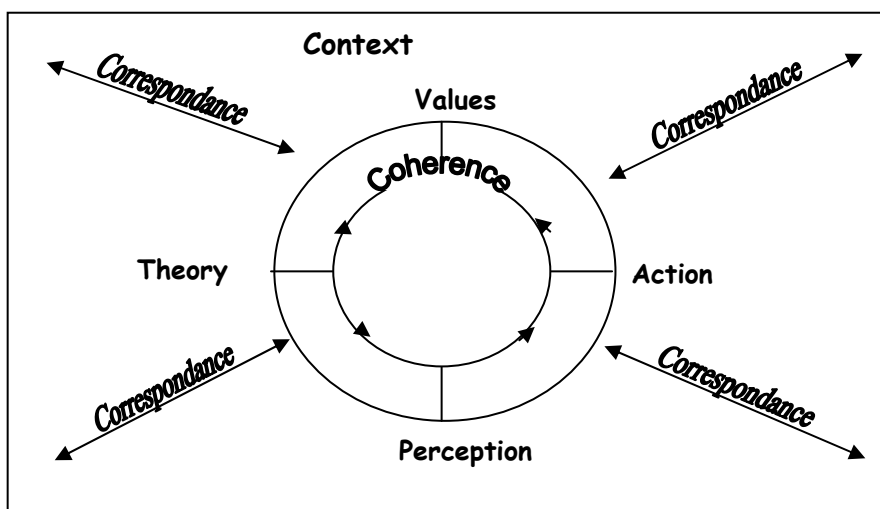 Context
Correspondance
Correspondance
Values
Coherence
Theory
Action
Correspondance
Correspondance
Perception